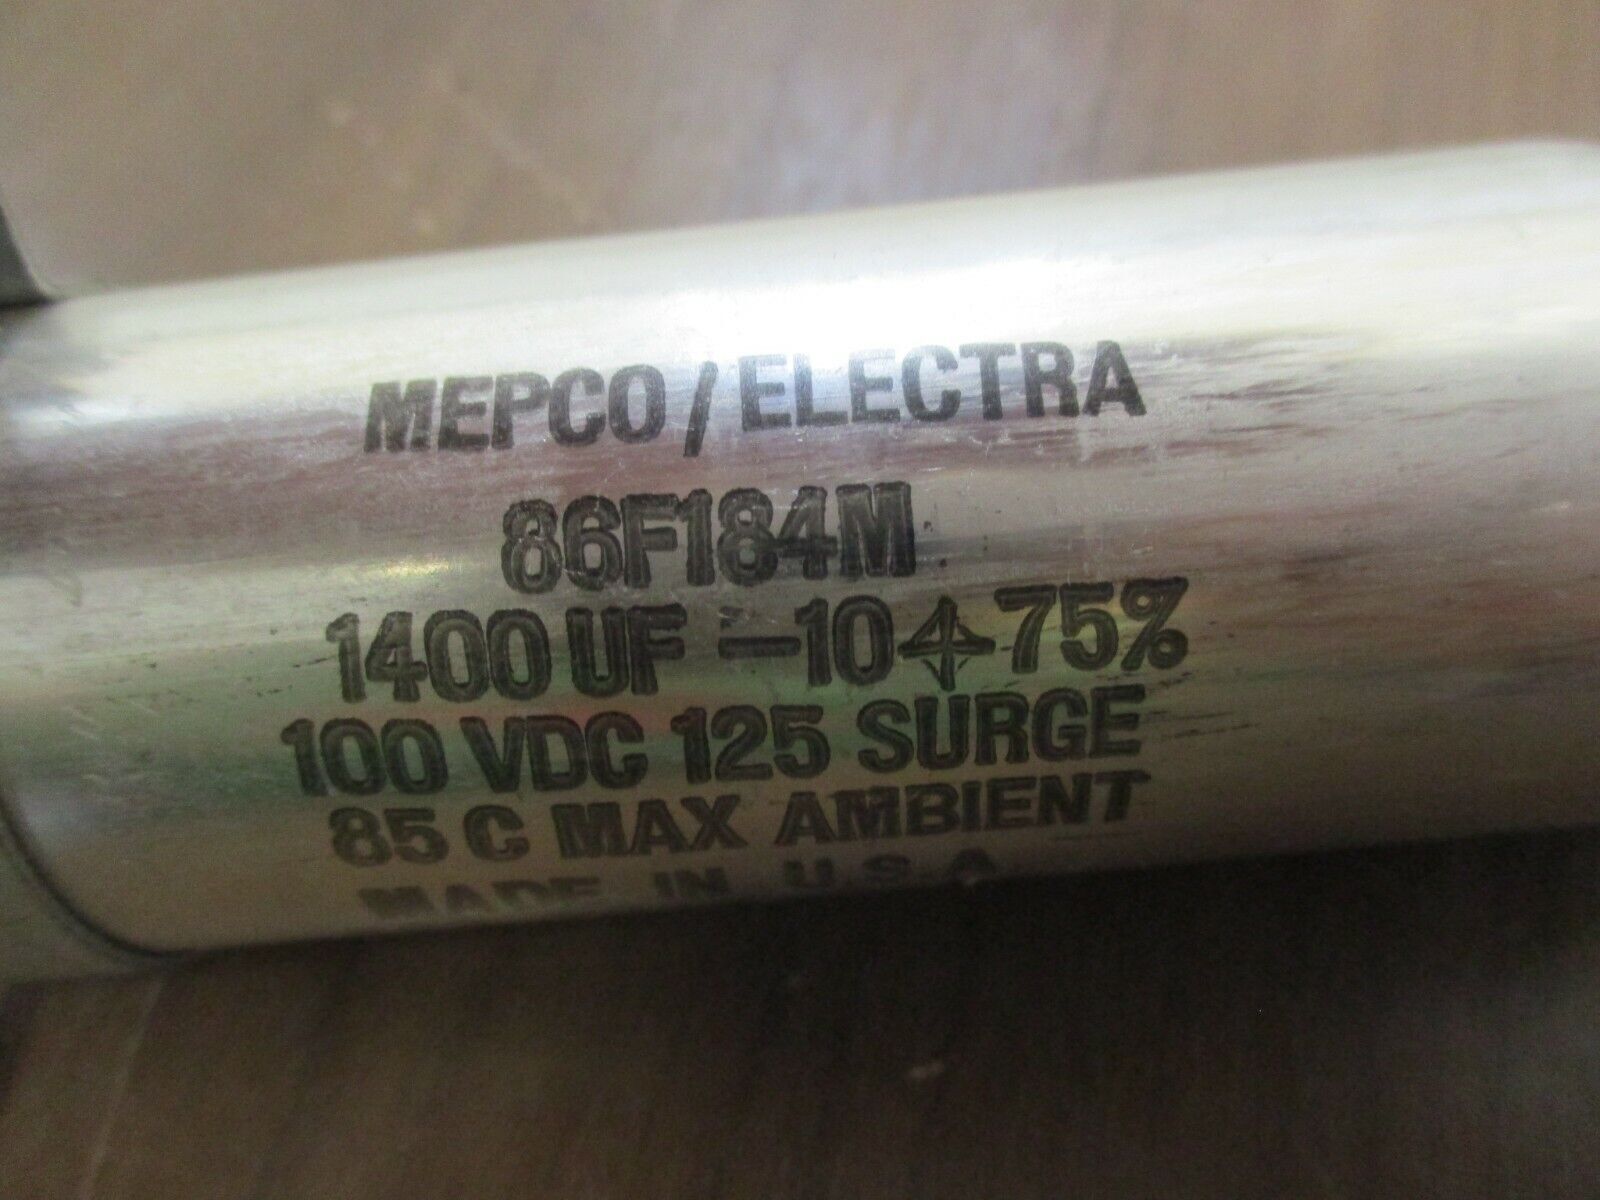 MEPCO/ELECTRA
86F184M
1400 UF -10+75%
100 VDC 125 SURGE
85 C MAX AMBIENT
MADE IN U.S.A.